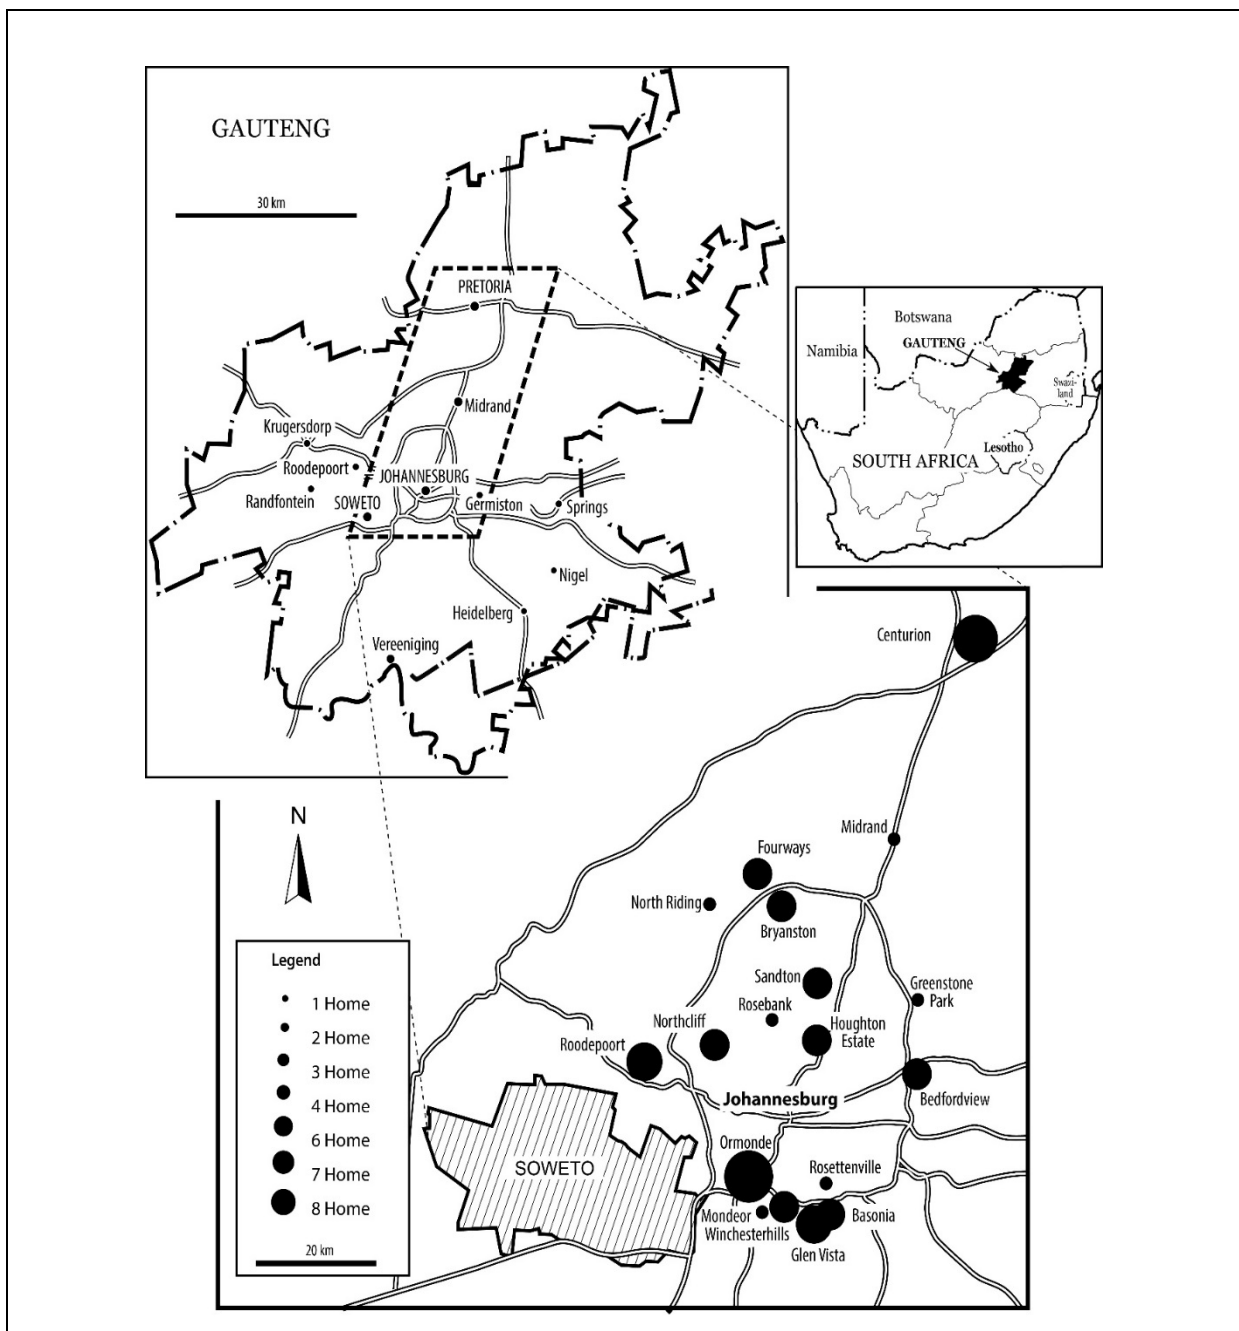 GAUTENG
30 km
PRETORIA
Midrand
Krugersdorp
Roodepoort
JOHANNESBURG
Randfontein
SOWETO
Germiston
Springs
Nigel
Heidelberg
Vereeniging
Botswana
GAUTENG
Namibia
Swazi-
land
Lesotho
SOUTH AFRICA
Centurion
N
Midrand
Fourways
North Riding
Bryanston
Sandton
Greenstone
Park
Rosebank
Northcliff
Houghton
Estate
Roodepoort
Bedfordview
Johannesburg
Ormonde
SOWETO
Rosettenville
Mondeor
Basonia
Winchesterhills
Glen Vista
Legend
1 Home
2 Home
3 Home
4 Home
6 Home
7 Home
8 Home
20 km